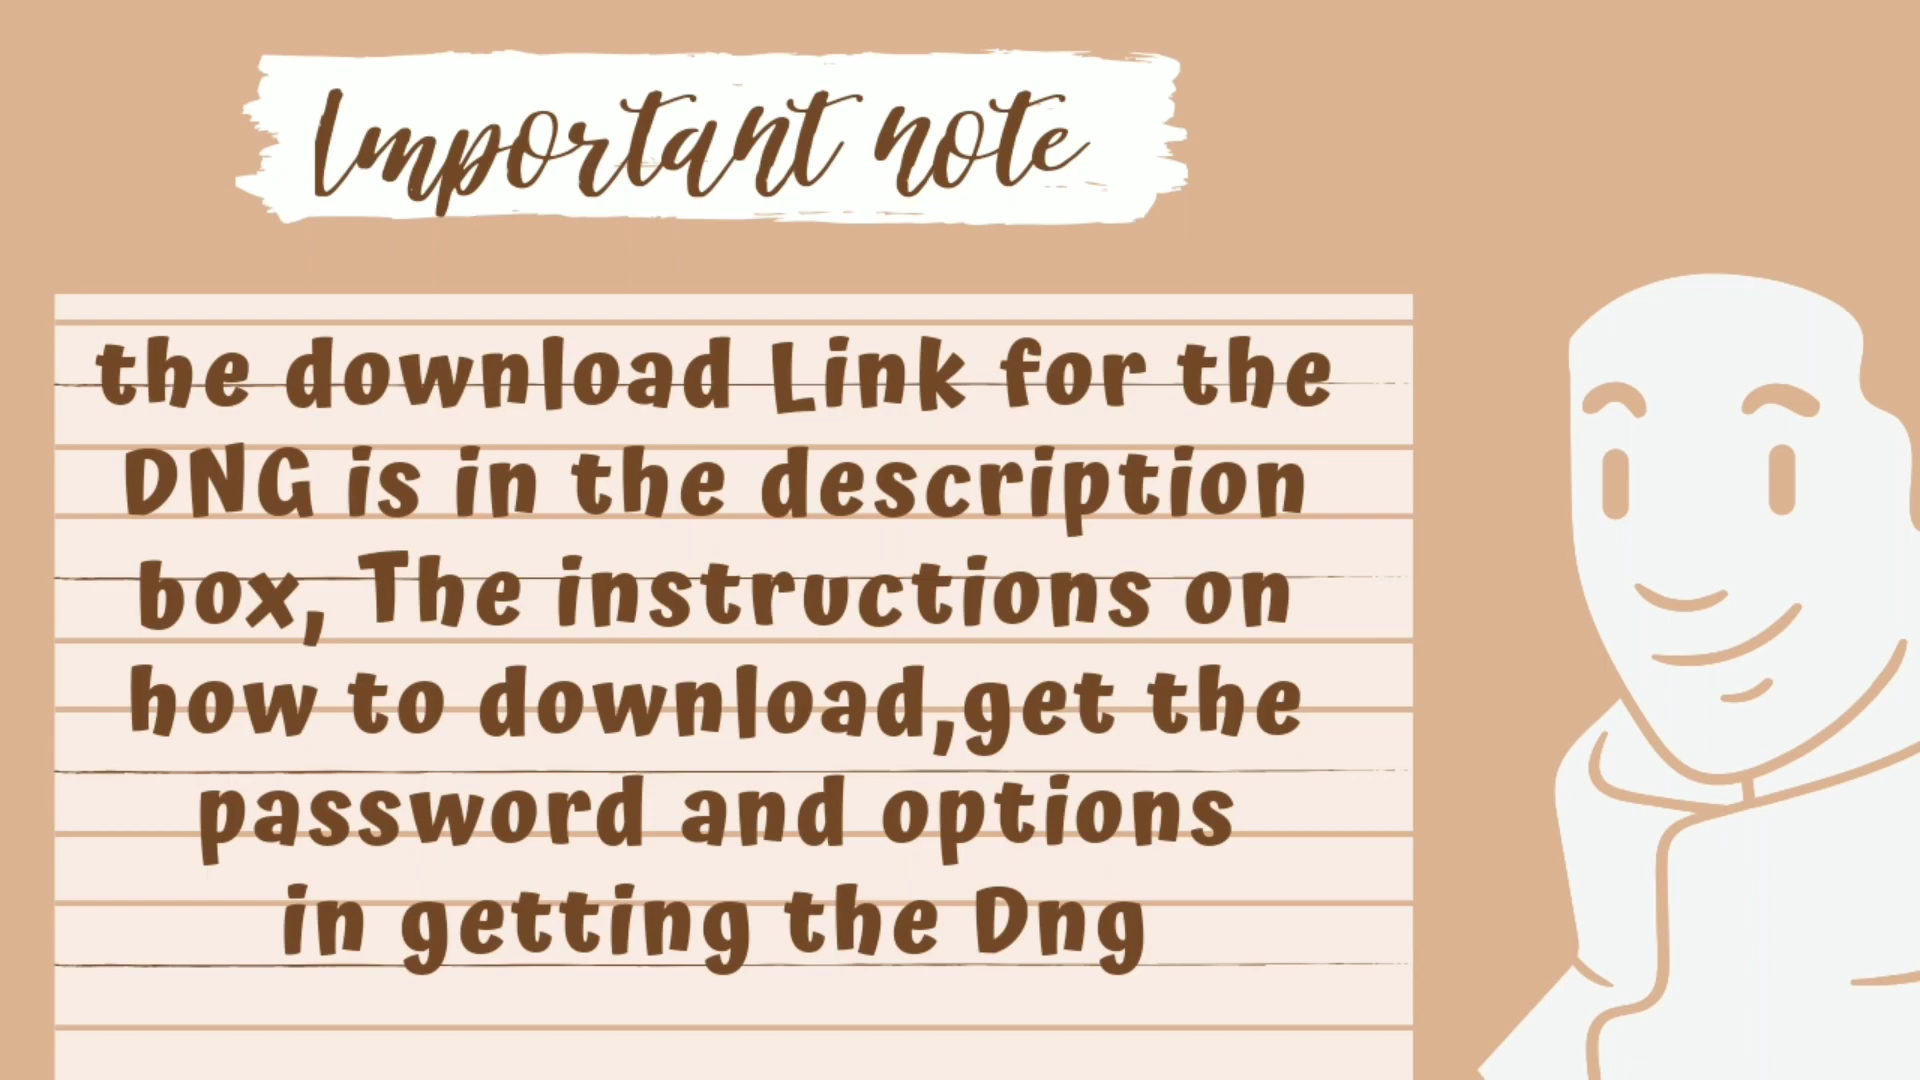 Important note
the download Link for the
DNG is in the description
box, The instructions on
how to download,get the
password and options
in getting the Dng